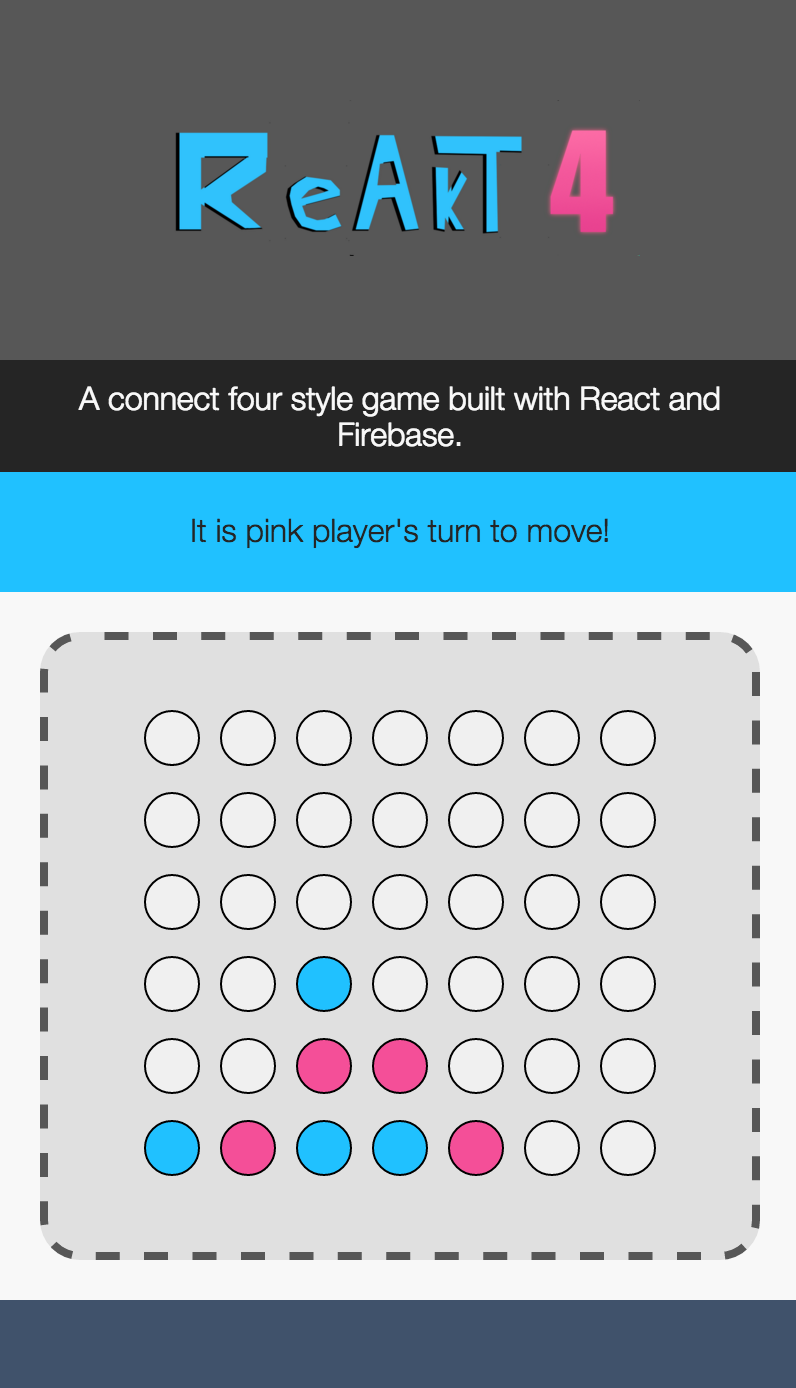 ReAkT 4
A connect four style game built with React and
Firebase.
It is pink player's turn to move!